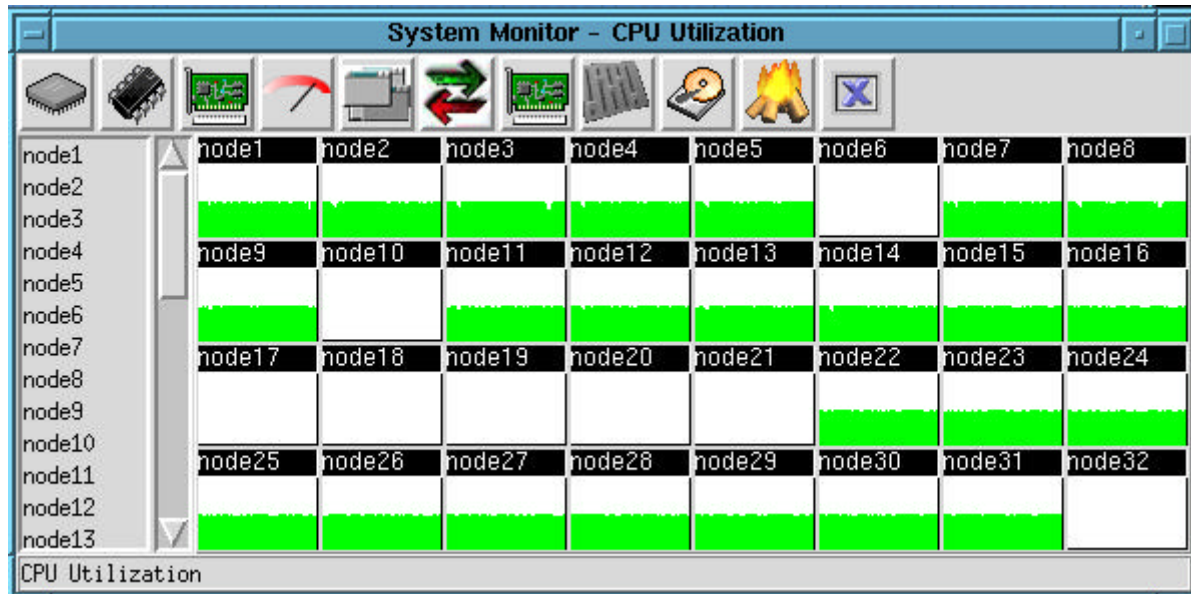 System Monitor - CPU Utilization
node1
node2
node3
node4
node5
node6
node7
node8
node9
node10
node11
node12
node13
node1 node2 node3 node4 node5 node6 node7 node8
node9 node10 node11 node12 node13 node14 node15 node16
node17 node18 node19 node20 node21 node22 node23 node24
node25 node26 node27 node28 node29 node30 node31 node32
CPU Utilization